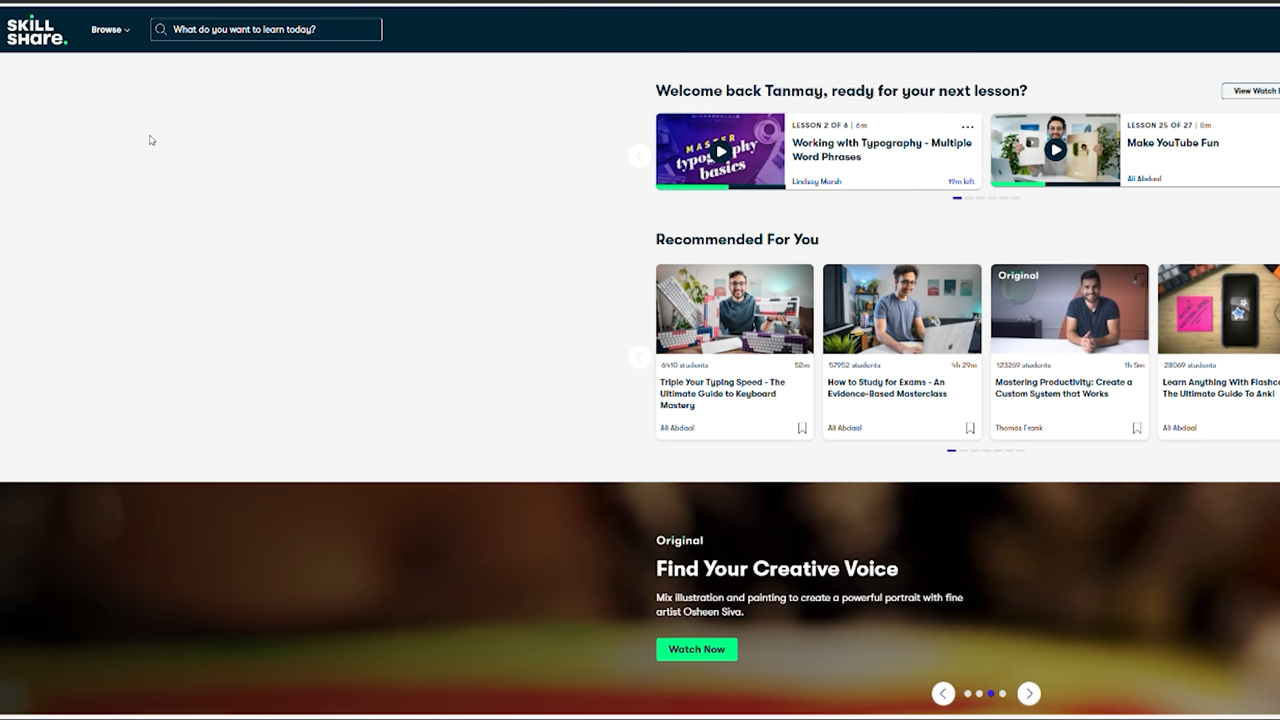 SKILL
SHare.
Browse
What do you want to learn today?
Welcome back Tanmay, ready for your next lesson?
View Watch
MASTER
typography
basics
LESSON 2 OF 6 | 6m
Working with Typography - Multiple
Word Phrases
Lindsay Marsh
19m left
LESSON 25 OF 27 | 8m
Make YouTube Fun
Ali Abdaal
Recommended For You
6410 students
52m
Triple Your Typing Speed - The
Ultimate Guide to Keyboard
Mastery
Ali Abdaal
57952 students
4h 29m
How to Study for Exams - An
Evidence-Based Masterclass
Ali Abdaal
Original
123269 students
1h 5m
Mastering Productivity: Create a
Custom System that Works
Thomas Frank
28069 students
Learn Anything With Flashc
The Ultimate Guide To Anki
Ali Abdaal
Original
Find Your Creative Voice
Mix illustration and painting to create a powerful portrait with fine
artist Osheen Siva.
Watch Now